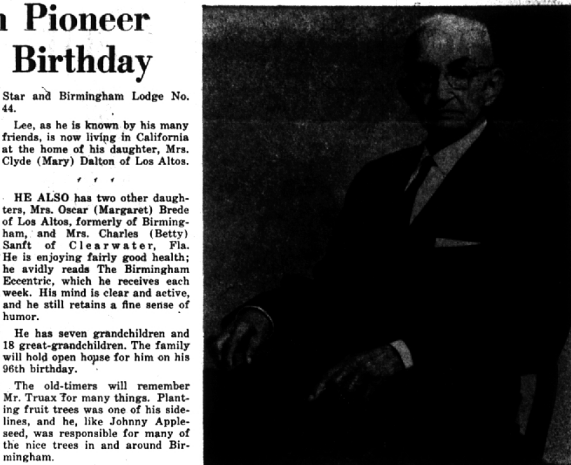 Pioneer
Birthday
Star and Birmingham Lodge No.
44.
Lee, as he is known by his many
friends, is now living in California
at the home of his daughter, Mrs.
Clyde (Mary) Dalton of Los Altos.
HE ALSO has two other daugh-
ters, Mrs. Oscar (Margaret) Brede
of Los Altos, formerly of Birming-
ham, and Mrs. Charles (Betty)
Sanft of Clearwater, Fla.
He is enjoying fairly good health;
he avidly reads The Birmingham
Eccentric, which he receives each
week. His mind is clear and active,
and he still retains a fine sense of
humor.
He has seven grandchildren and
18 great-grandchildren. The family
will hold open house for him on his
96th birthday.
The old-timers will remember
Mr. Truax for many things. Plant-
ing fruit trees was one of his side-
lines, and he, like Johnny Apple-
seed, was responsible for many of
the nice trees in and around Bir-
mingham.